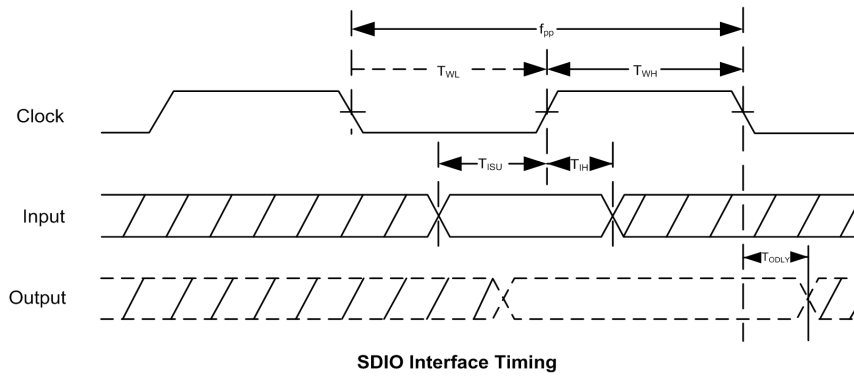 fpp
TWL
TWH
Clock
TISU
TIH
Input
TODLY
Output
SDIO Interface Timing